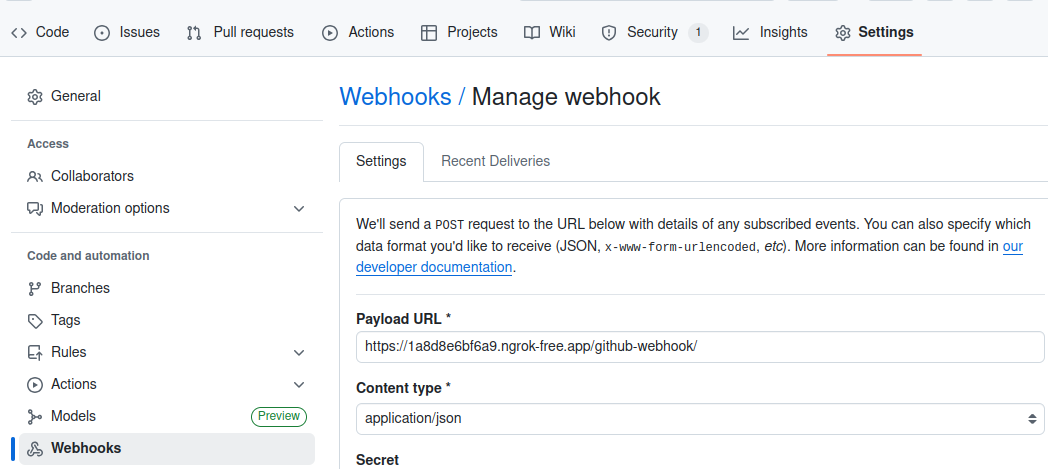 Code Issues Pull requests Actions Projects Wiki Security 1 Insights Settings
General
Access
Collaborators
Moderation options
Code and automation
Branches
Tags
Rules
Actions
Models Preview
Webhooks
Webhooks / Manage webhook
Settings Recent Deliveries
We'll send a POST request to the URL below with details of any subscribed events. You can also specify which
data format you'd like to receive (JSON, x-www-form-urlencoded, etc). More information can be found in our
developer documentation.
Payload URL *
https://1a8d8e6bf6a9.ngrok-free.app/github-webhook/
Content type *
application/json
Secret